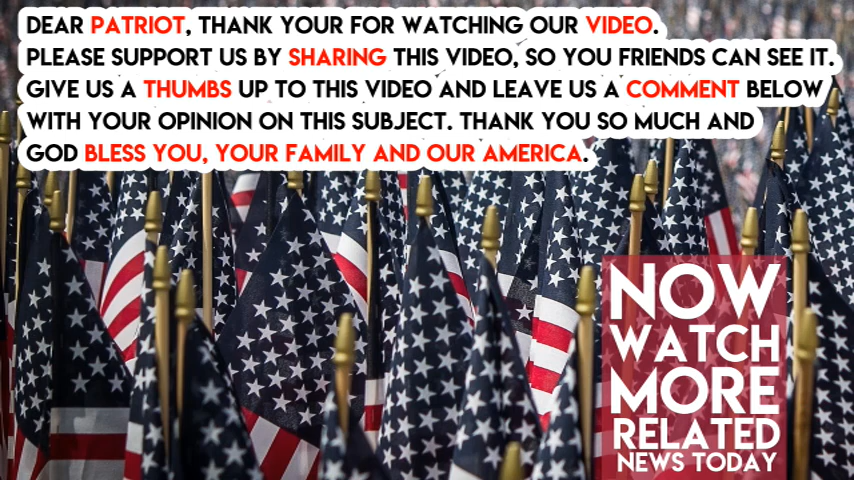 DEAR PATRIOT, THANK YOUR FOR WATCHING OUR VIDEO.
PLEASE SUPPORT US BY SHARING THIS VIDEO, SO YOU FRIENDS CAN SEE IT.
GIVE US A THUMBS UP TO THIS VIDEO AND LEAVE US A COMMENT BELOW
WITH YOUR OPINION ON THIS SUBJECT. THANK YOU SO MUCH AND
GOD BLESS YOU, YOUR FAMILY AND OUR AMERICA.
NOW
WATCH
MORE
RELATED
NEWS TODAY